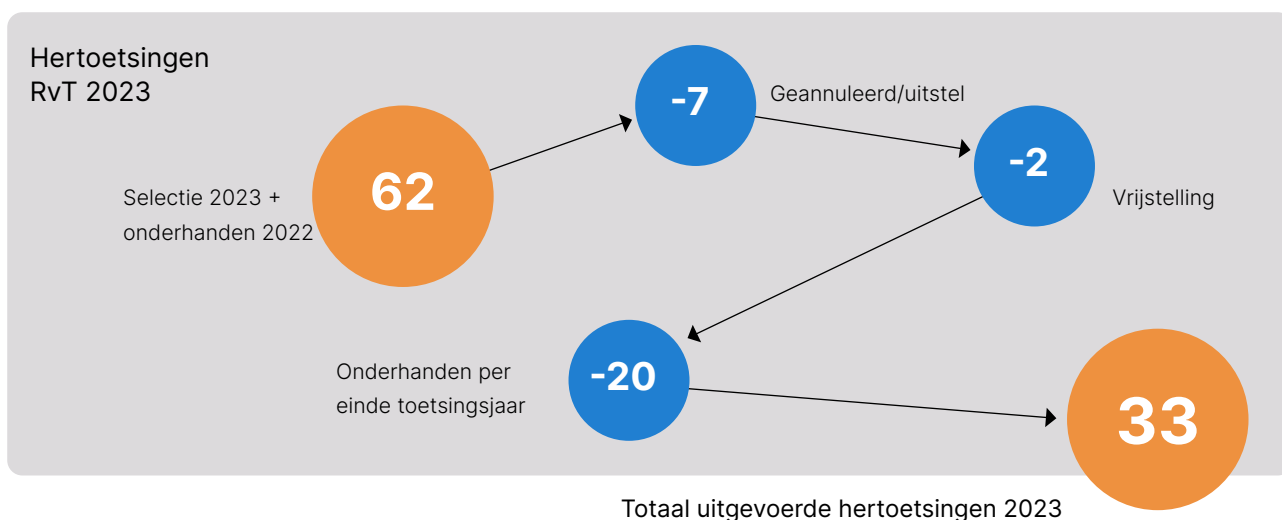 Hertoetsingen
RvT 2023
Selectie 2023 +
onderhanden 2022
62
-7
Geannuleerd/uitstel
-2
Vrijstelling
Onderhanden per
einde toetsingsjaar
-20
33
Totaal uitgevoerde hertoetsingen 2023